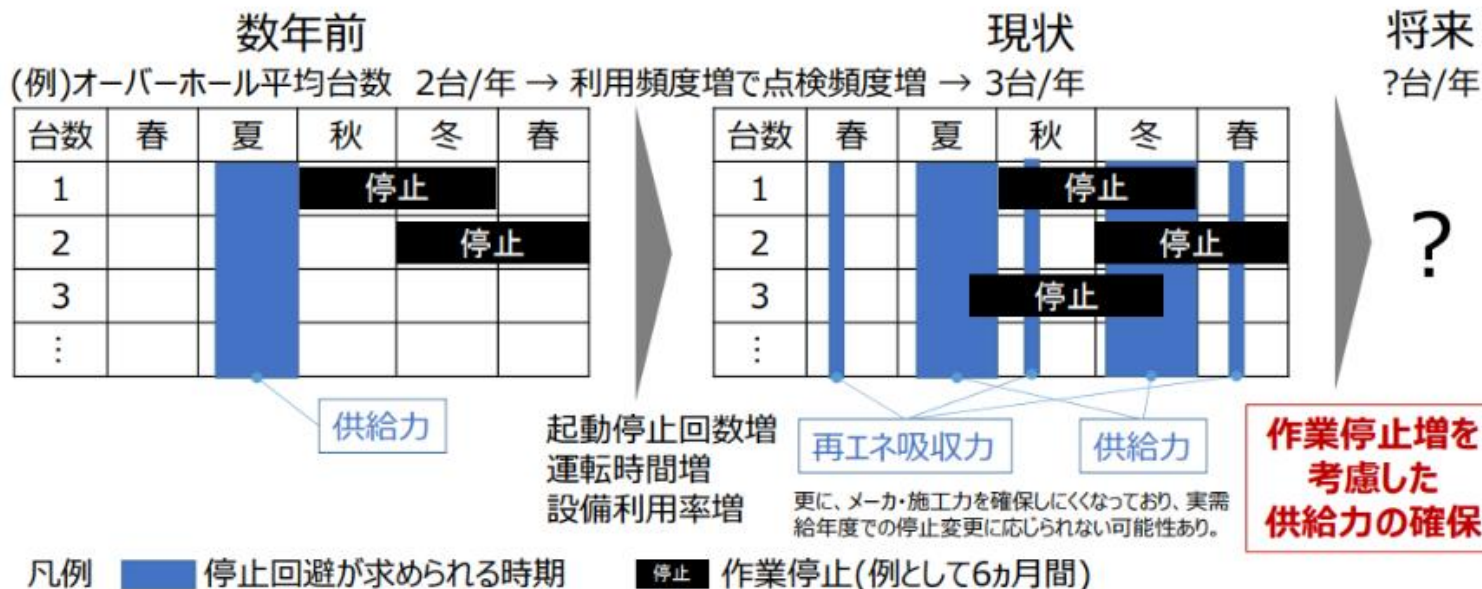 数年前
現状
将来
(例)オーバーホール平均台数 2台/年 → 利用頻度増で点検頻度増 → 3台/年
?台/年
台数 春 夏 秋 冬 春
1 停止
2 停止
3
⋮
供給力
起動停止回数増
運転時間増
設備利用率増
台数 春 夏 秋 冬 春
1 停止
2 停止
3 停止
⋮
再エネ吸収力
供給力
更に、メーカ・施工力を確保しにくくなっており、実需
給年度での停止変更に応じられない可能性あり。
?
作業停止増を
考慮した
供給力の確保
凡例 停止回避が求められる時期 停止 作業停止(例として6ヵ月間)